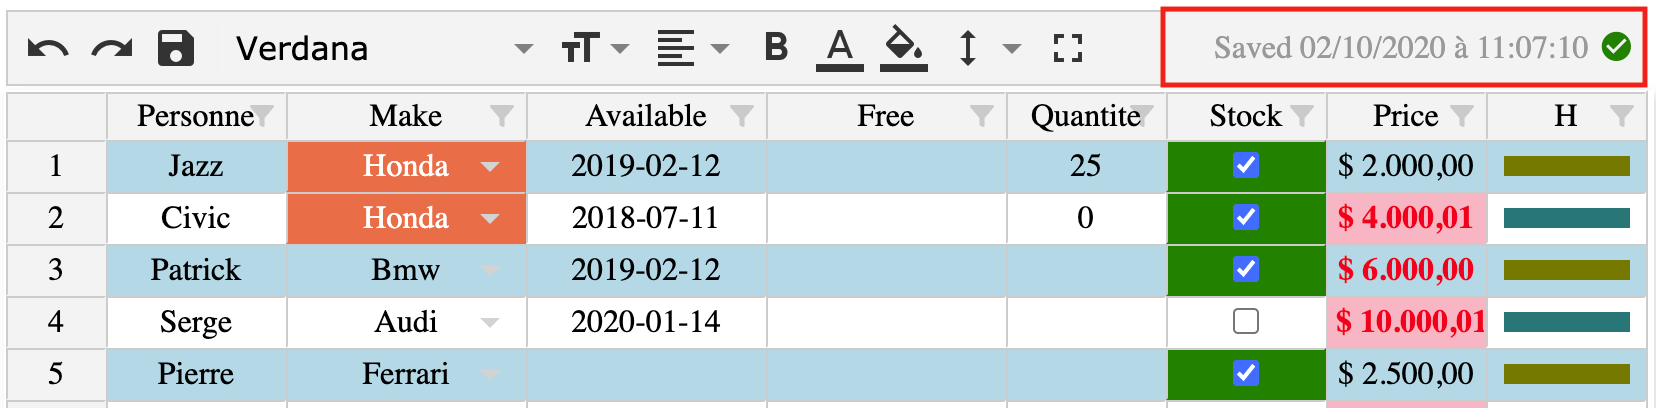 Verdana TT B A Saved 02/10/2020 à 11:07:10
Personne Make Available Free Quantite Stock Price H
1 Jazz Honda 2019-02-12 25 $ 2.000,00
2 Civic Honda 2018-07-11 0 $ 4.000,01
3 Patrick Bmw 2019-02-12 $ 6.000,00
4 Serge Audi 2020-01-14 $ 10.000,01
5 Pierre Ferrari $ 2.500,00